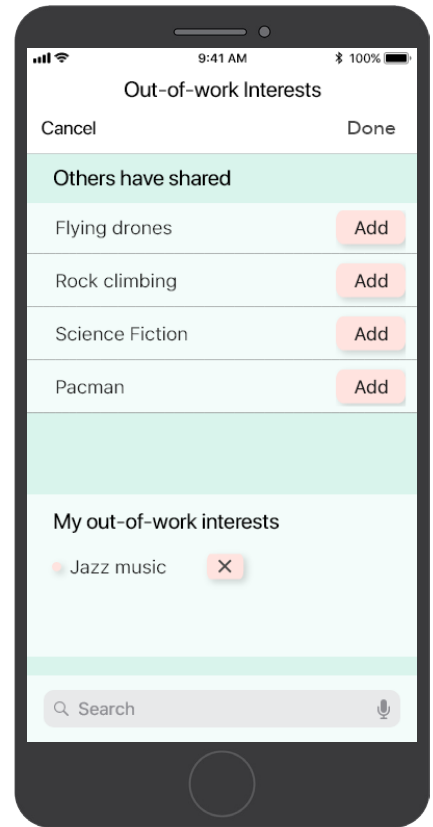 9:41 AM 100%
Out-of-work Interests
Cancel Done
Others have shared
Flying drones Add
Rock climbing Add
Science Fiction Add
Pacman Add
My out-of-work interests
Jazz music
Search